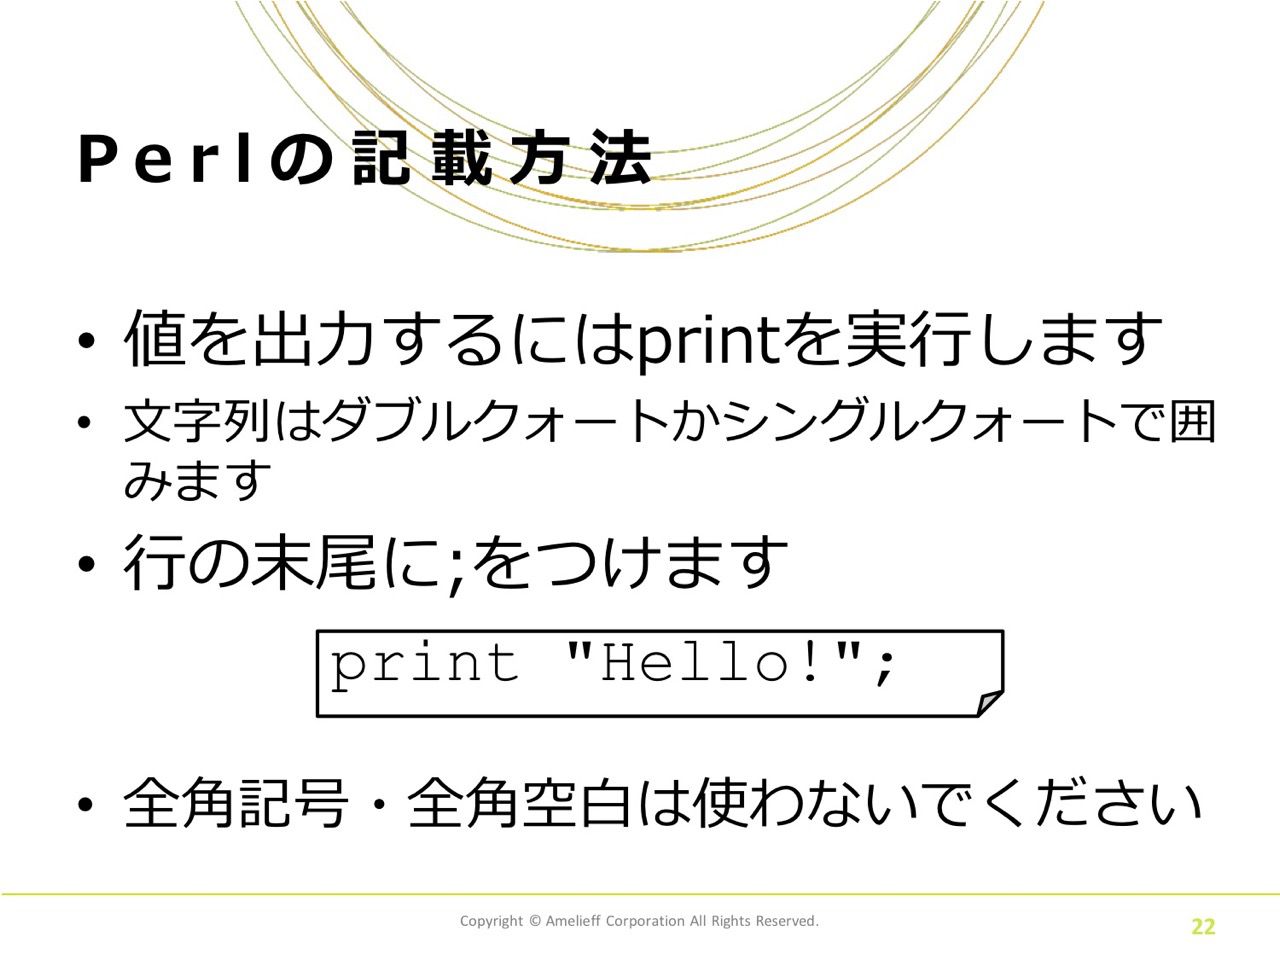 Perlの記載方法
• 値を出力するにはprintを実行します
• 文字列はダブルクォートかシングルクォートで囲
みます
• 行の末尾に;をつけます
print "Hello!";
• 全角記号・全角空白は使わないでください
Copyright © Amelieff Corporation All Rights Reserved.
22